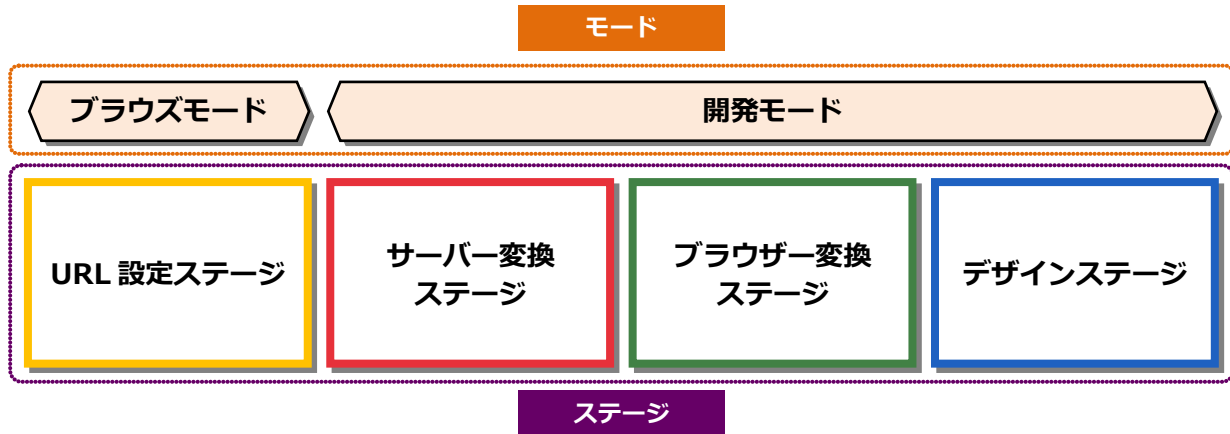 モード
ブラウズモード
開発モード
URL 設定ステージ
サーバー変換
ステージ
ブラウザー変換
ステージ
デザインステージ
ステージ